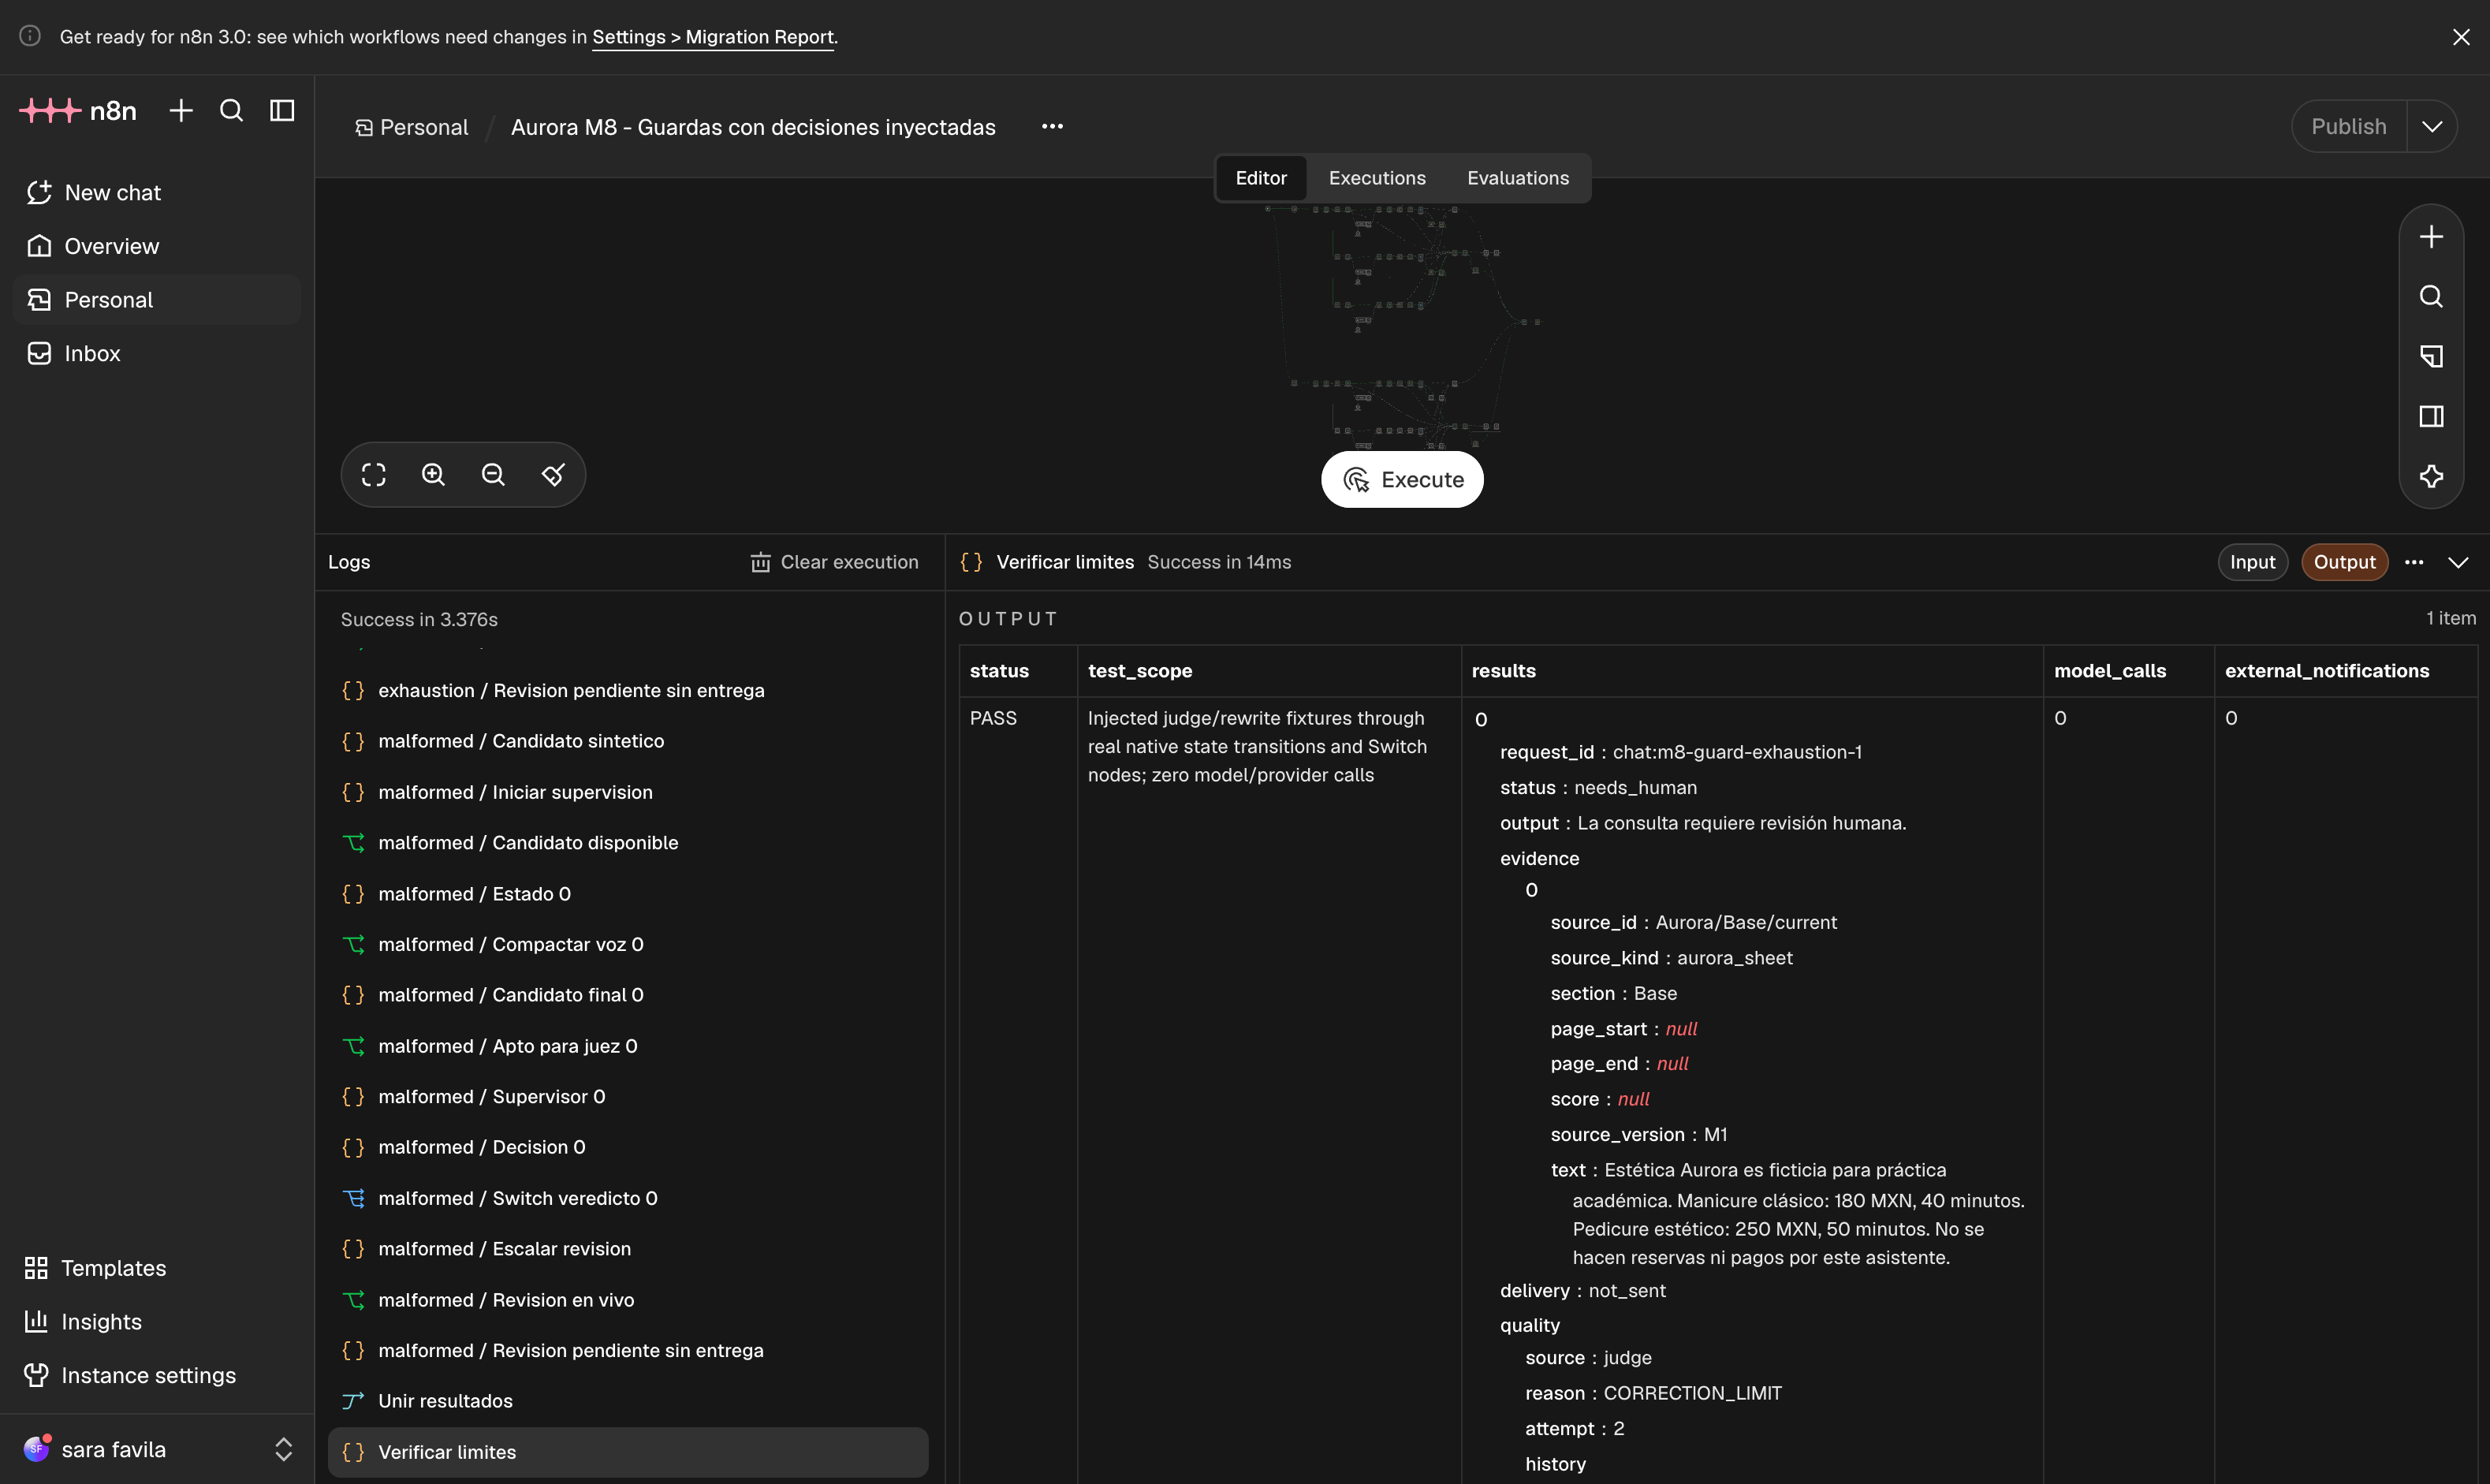 Get ready for n8n 3.0: see which workflows need changes in Settings > Migration Report.
n8n
New chat
Overview
Personal
Inbox
Templates
Insights
Instance settings
SF
sara favila
Personal / Aurora M8 - Guardas con decisiones inyectadas
Publish
Editor
Executions
Evaluations
Execute
Logs
Clear execution
Success in 3.376s
exhaustion / Revision pendiente sin entrega
malformed / Candidato sintetico
malformed / Iniciar supervision
malformed / Candidato disponible
malformed / Estado 0
malformed / Compactar voz 0
malformed / Candidato final 0
malformed / Apto para juez 0
malformed / Supervisor 0
malformed / Decision 0
malformed / Switch veredicto 0
malformed / Escalar revision
malformed / Revision en vivo
malformed / Revision pendiente sin entrega
Unir resultados
Verificar limites
Verificar limites Success in 14ms
Input
Output
OUTPUT
1 item
status
test_scope
results
model_calls
external_notifications
PASS
Injected judge/rewrite fixtures through
real native state transitions and Switch
nodes; zero model/provider calls
0
request_id : chat:m8-guard-exhaustion-1
status : needs_human
output : La consulta requiere revisión humana.
evidence
0
source_id : Aurora/Base/current
source_kind : aurora_sheet
section : Base
page_start : null
page_end : null
score : null
source_version : M1
text : Estética Aurora es ficticia para práctica
académica. Manicure clásico: 180 MXN, 40 minutos.
Pedicure estético: 250 MXN, 50 minutos. No se
hacen reservas ni pagos por este asistente.
delivery : not_sent
quality
source : judge
reason : CORRECTION_LIMIT
attempt : 2
history
0
0